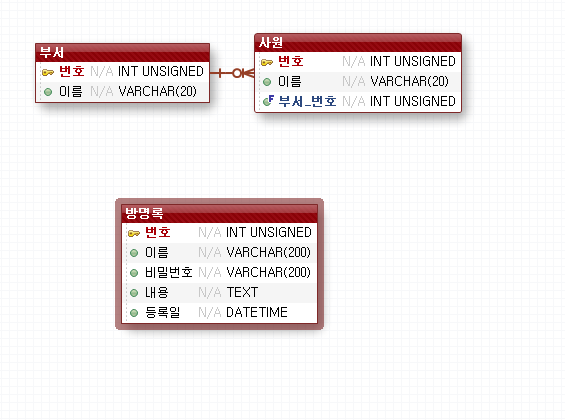 부서
번호 N/A INT UNSIGNED
이름 N/A VARCHAR(20)
사원
번호 N/A INT UNSIGNED
이름 N/A VARCHAR(20)
F 부서_번호 N/A INT UNSIGNED
방명록
번호 N/A INT UNSIGNED
이름 N/A VARCHAR(200)
비밀번호 N/A VARCHAR(200)
내용 N/A TEXT
등록일 N/A DATETIME